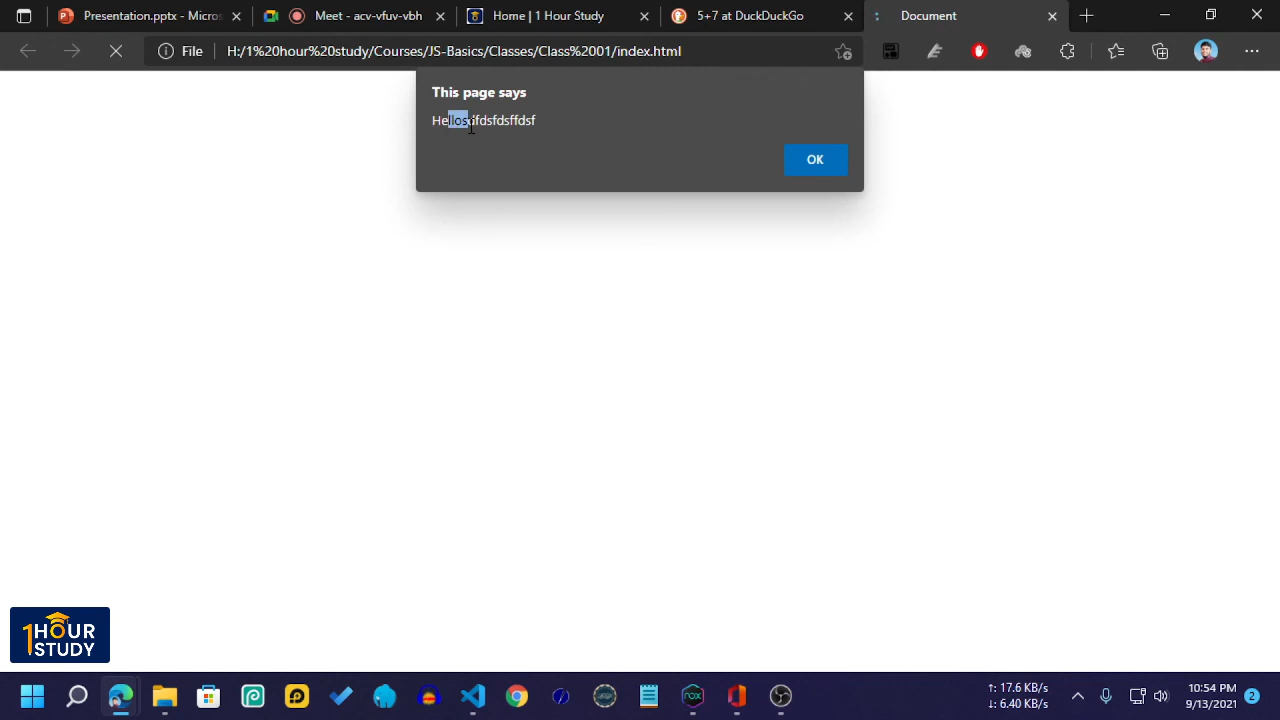 Presentation.pptx - Micros
Meet - acv-vfuv-vbh
Home | 1 Hour Study
5+7 at DuckDuckGo
Document
File
H:/1%20hour%20study/Courses/JS-Basics/Classes/Class%2001/index.html
This page says
OK
1HOUR
STUDY
↑: 17.6 KB/s
↓: 6.40 KB/s
10:54 PM
9/13/2021
2